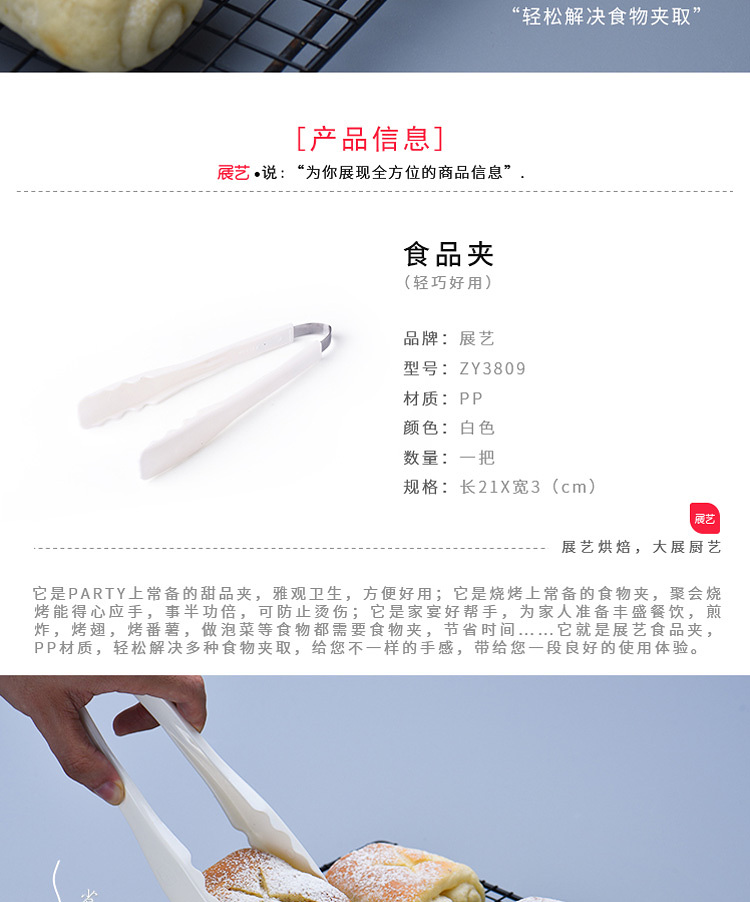 “轻松解决食物夹取”
[产品信息]
展艺•说：“为你展现全方位的商品信息”.
食品夹
（轻巧好用）
品牌：展艺
型号：ZY3809
材质：PP
颜色：白色
数量：一把
规格：长21X宽3（cm）
展艺
展艺烘焙，大展厨艺
它是PARTY上常备的甜品夹，雅观卫生，方便好用；它是烧烤上常备的食物夹，聚会烧
烤能得心应手，事半功倍，可防止烫伤；它是家宴好帮手，为家人准备丰盛餐饮，煎
炸，烤翅，烤番薯，做泡菜等食物都需要食物夹，节省时间……它就是展艺食品夹，
PP材质，轻松解决多种食物夹取，给您不一样的手感，带给您一段良好的使用体验。